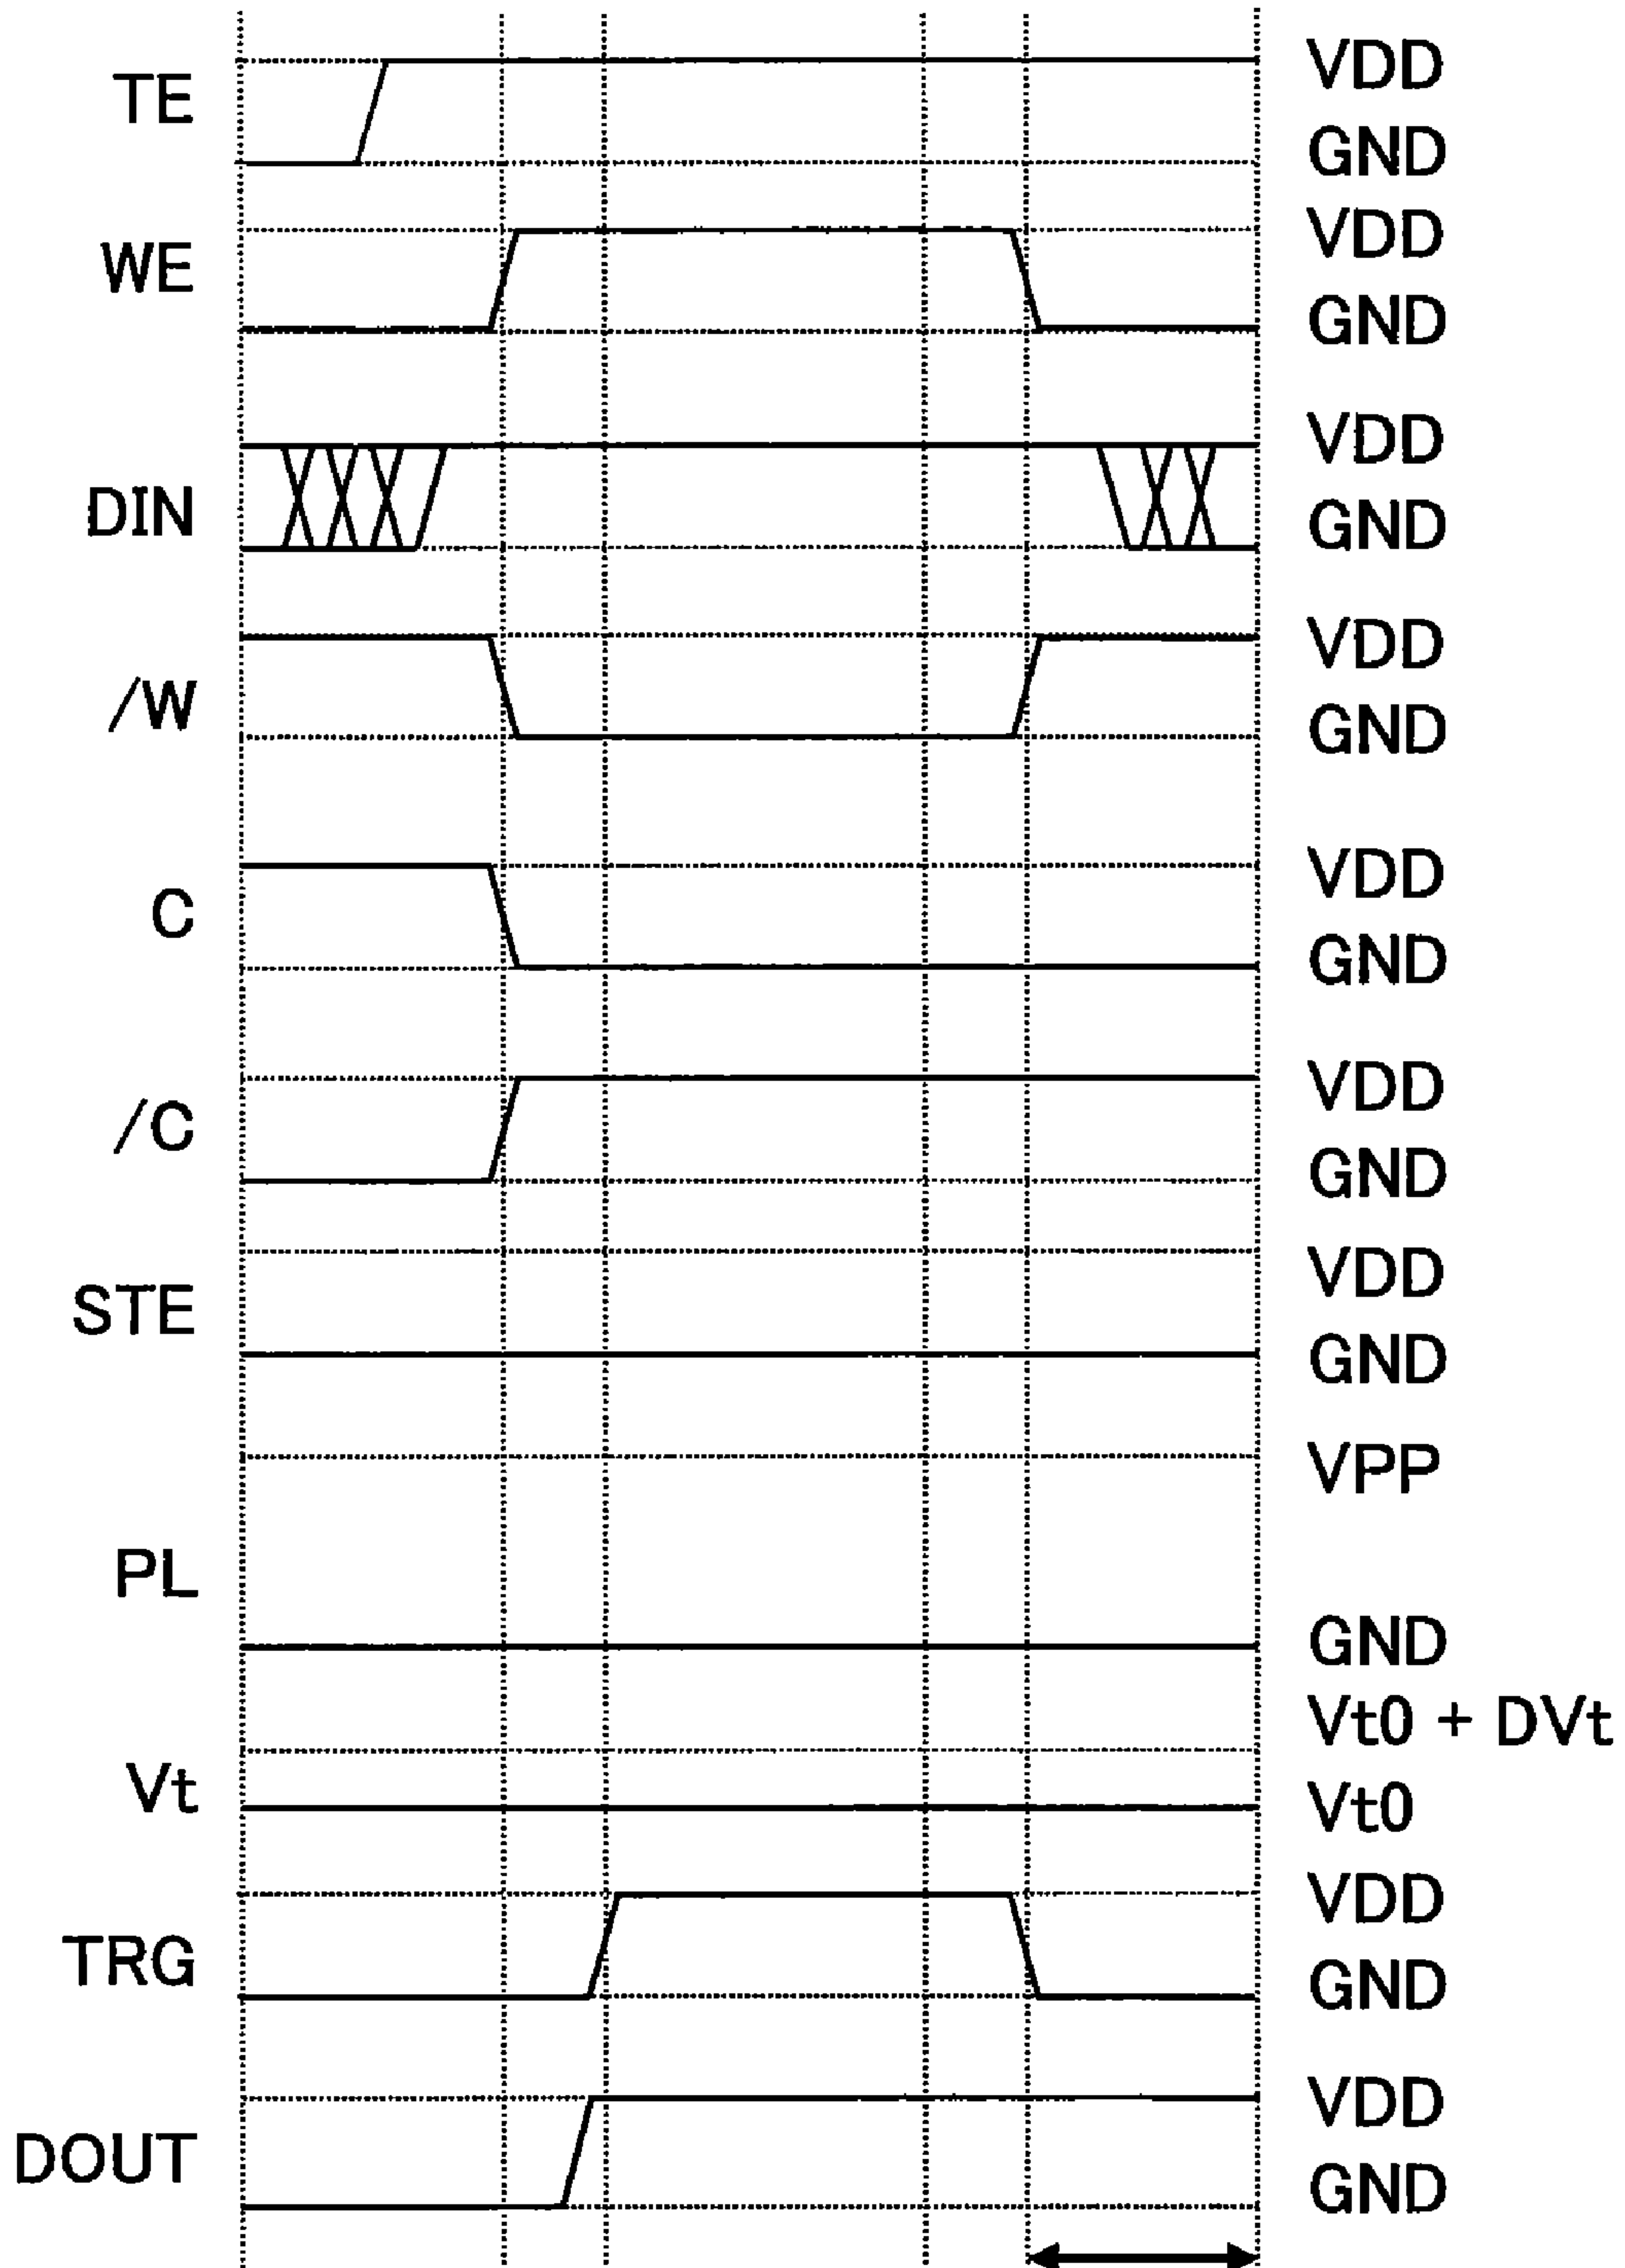 TE
VDD
GND
WE
VDD
GND
DIN
VDD
GND
/W
VDD
GND
C
VDD
GND
/C
VDD
GND
STE
VDD
GND
PL
VPP
GND
Vt
Vt0 + DVt
Vt0
TRG
VDD
GND
DOUT
VDD
GND